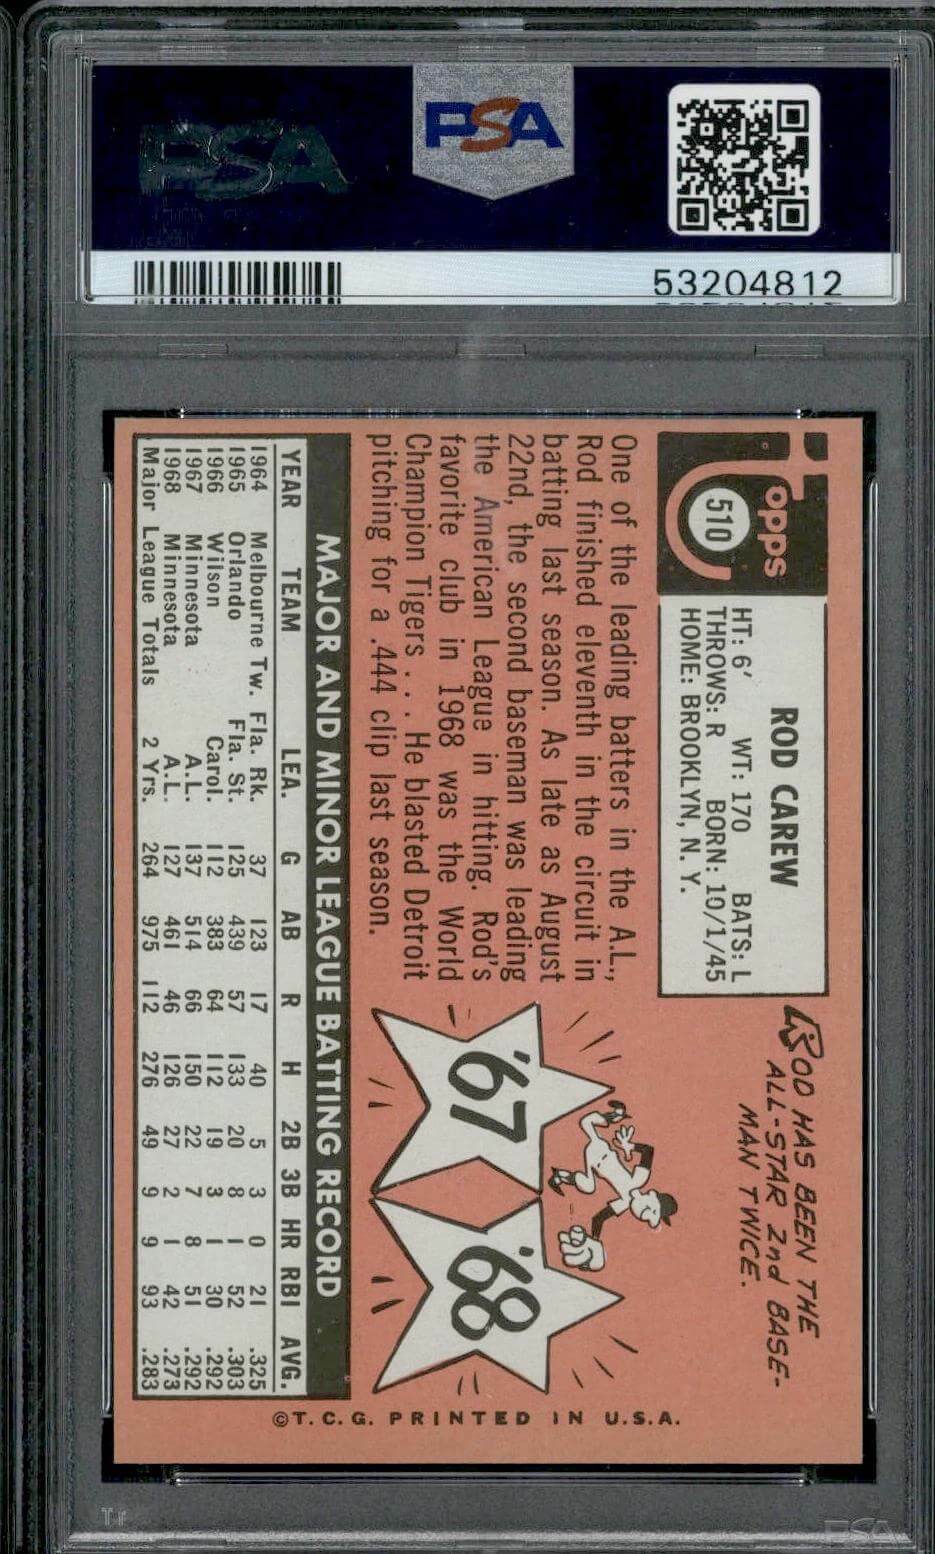 PSA
PSA
53204812
Topps
510
ROD CAREW
HT: 6' WT: 170 BATS: L
THROWS: R BORN: 10/1/45
HOME: BROOKLYN, N. Y.
ROD HAS BEEN THE
ALL-STAR 2nd BASE-
MAN TWICE.
One of the leading batters in the A.L.,
Rod finished eleventh in the circuit in
batting last season. As late as August
22nd, the second baseman was leading
the American League in hitting. Rod's
favorite club in 1968 was the World
Champion Tigers . . . He blasted Detroit
pitching for a .444 clip last season.
'67 '68
MAJOR AND MINOR LEAGUE BATTING RECORD
YEAR TEAM LEA. G AB R H 2B 3B HR RBI AVG.
1964 Melbourne Tw. Fla. Rk. 37 123 17 40 5 3 0 21 .325
1965 Orlando Fla. St. 125 439 57 133 20 8 1 52 .303
1966 Wilson Carol. 112 383 64 112 19 3 1 30 .292
1967 Minnesota A.L. 137 514 66 150 22 7 8 51 .292
1968 Minnesota A.L. 127 461 46 126 27 2 1 42 .273
Major League Totals 2 Yrs. 264 975 112 276 49 9 9 93 .283
©T.C.G. PRINTED IN U.S.A.
PSA